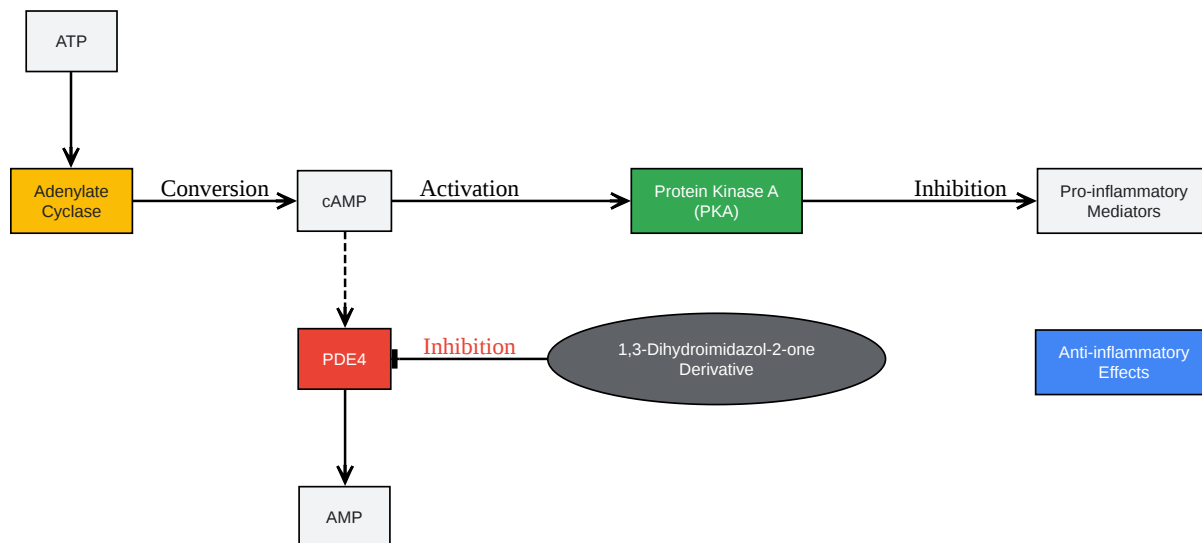 ATP
Adenylate
Cyclase
Conversion
cAMP
Activation
Protein Kinase A
(PKA)
Inhibition
Pro-inflammatory
Mediators
PDE4
Inhibition
1,3-Dihydroimidazol-2-one
Derivative
Anti-inflammatory
Effects
AMP